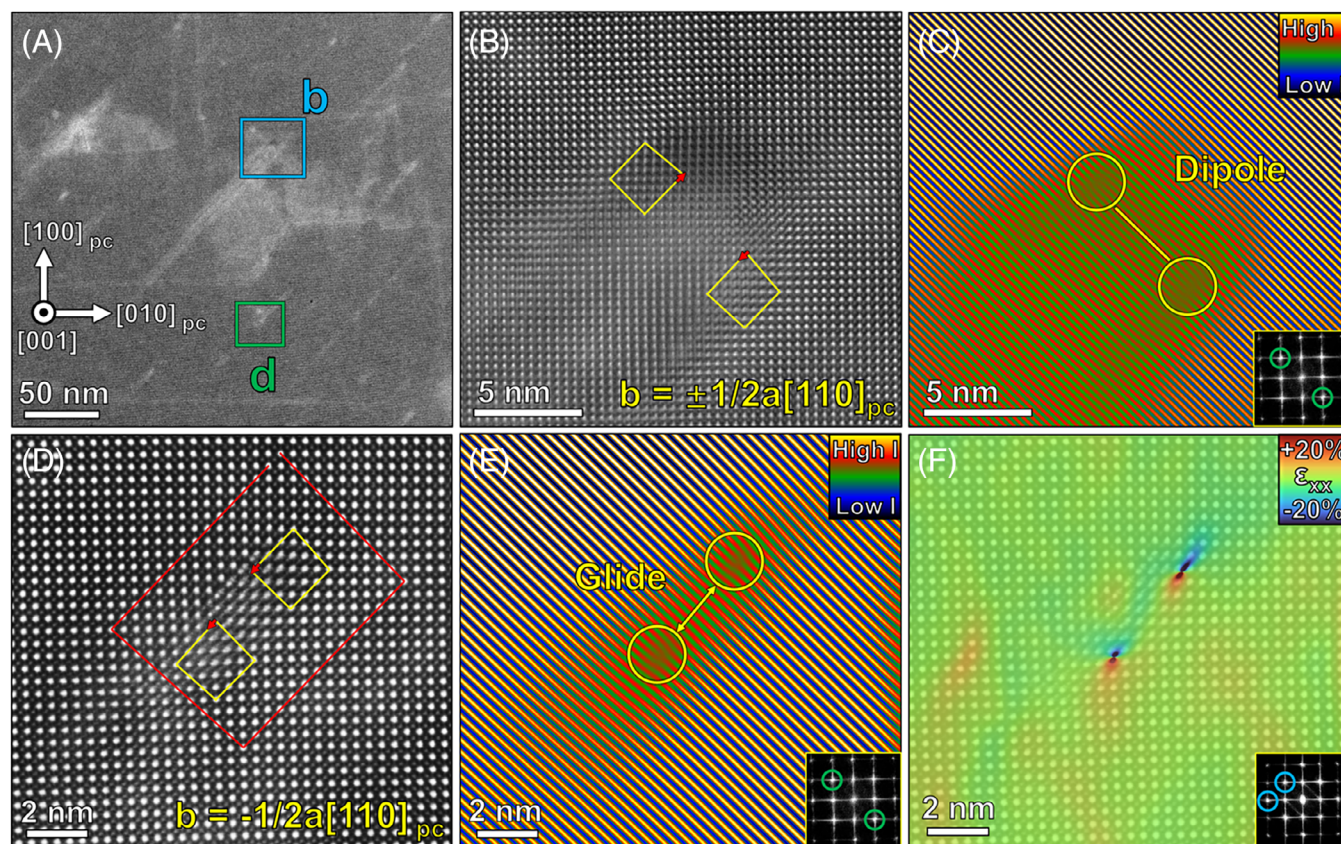 (A)
b
[100] pc
[010] pc
[001]
d
50 nm
(B)
5 nm
b = ±1/2a[110]pc
(C)
High
Low
Dipole
5 nm
(D)
2 nm
b = -1/2a[110]pc
(E)
High I
Low I
Glide
2 nm
(F)
+20%
εxx
-20%
2 nm